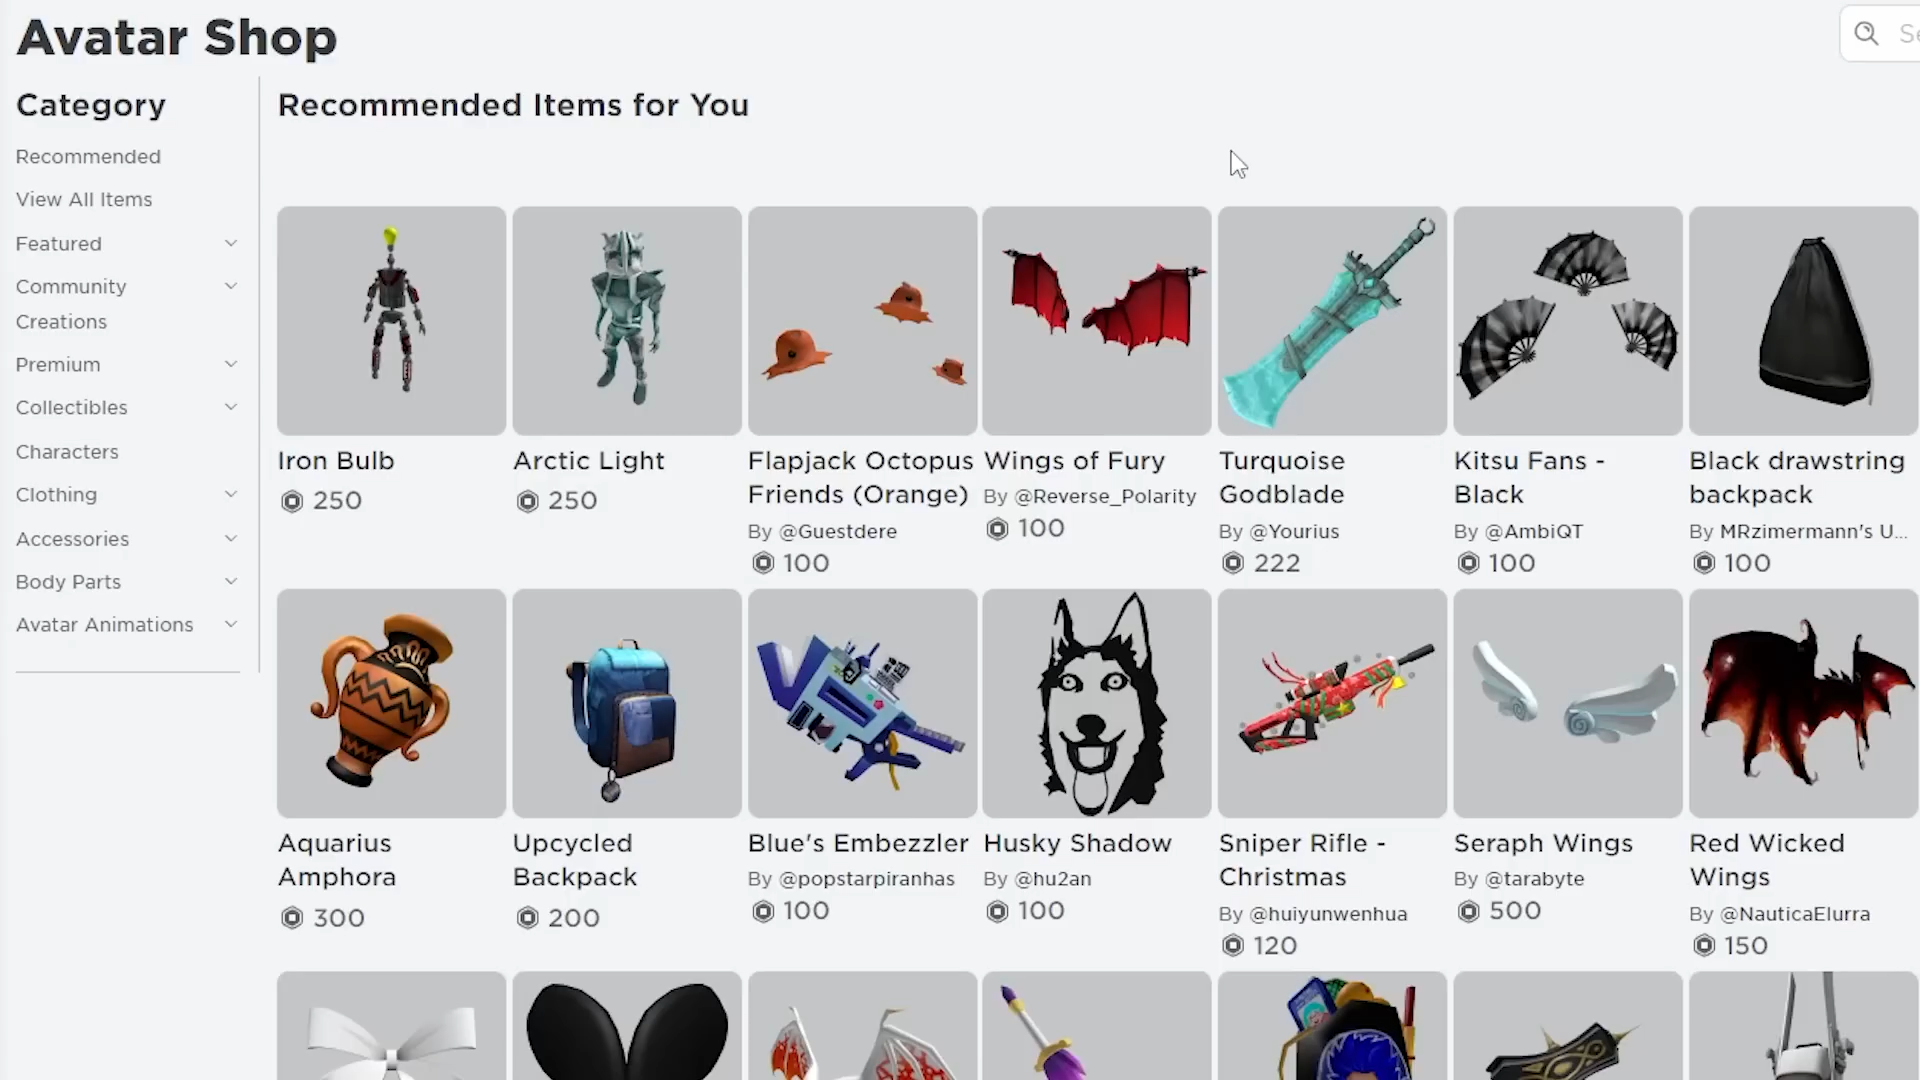 Avatar Shop
Category
Recommended
View All Items
Featured
Community
Creations
Premium
Collectibles
Characters
Clothing
Accessories
Body Parts
Avatar Animations
Recommended Items for You
Iron Bulb
250
Arctic Light
250
Flapjack Octopus
Friends (Orange)
By @Guestdere
100
Wings of Fury
By @Reverse_Polarity
100
Turquoise
Godblade
By @Yourius
222
Kitsu Fans -
Black
By @AmbiQT
100
Black drawstring
backpack
By MRzimermann's U...
100
Aquarius
Amphora
300
Upcycled
Backpack
200
Blue's Embezzler
By @popstarpiranhas
100
Husky Shadow
By @hu2an
100
Sniper Rifle -
Christmas
By @huiyunwenhua
120
Seraph Wings
By @tarabyte
500
Red Wicked
Wings
By @NauticaElurra
150